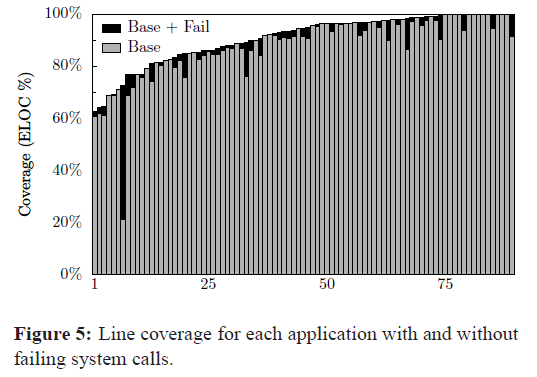 100%
80%
60%
40%
20%
0%
Coverage (ELOC %)
Base + Fail
Base
1
25
50
75
Figure 5: Line coverage for each application with and without
failing system calls.